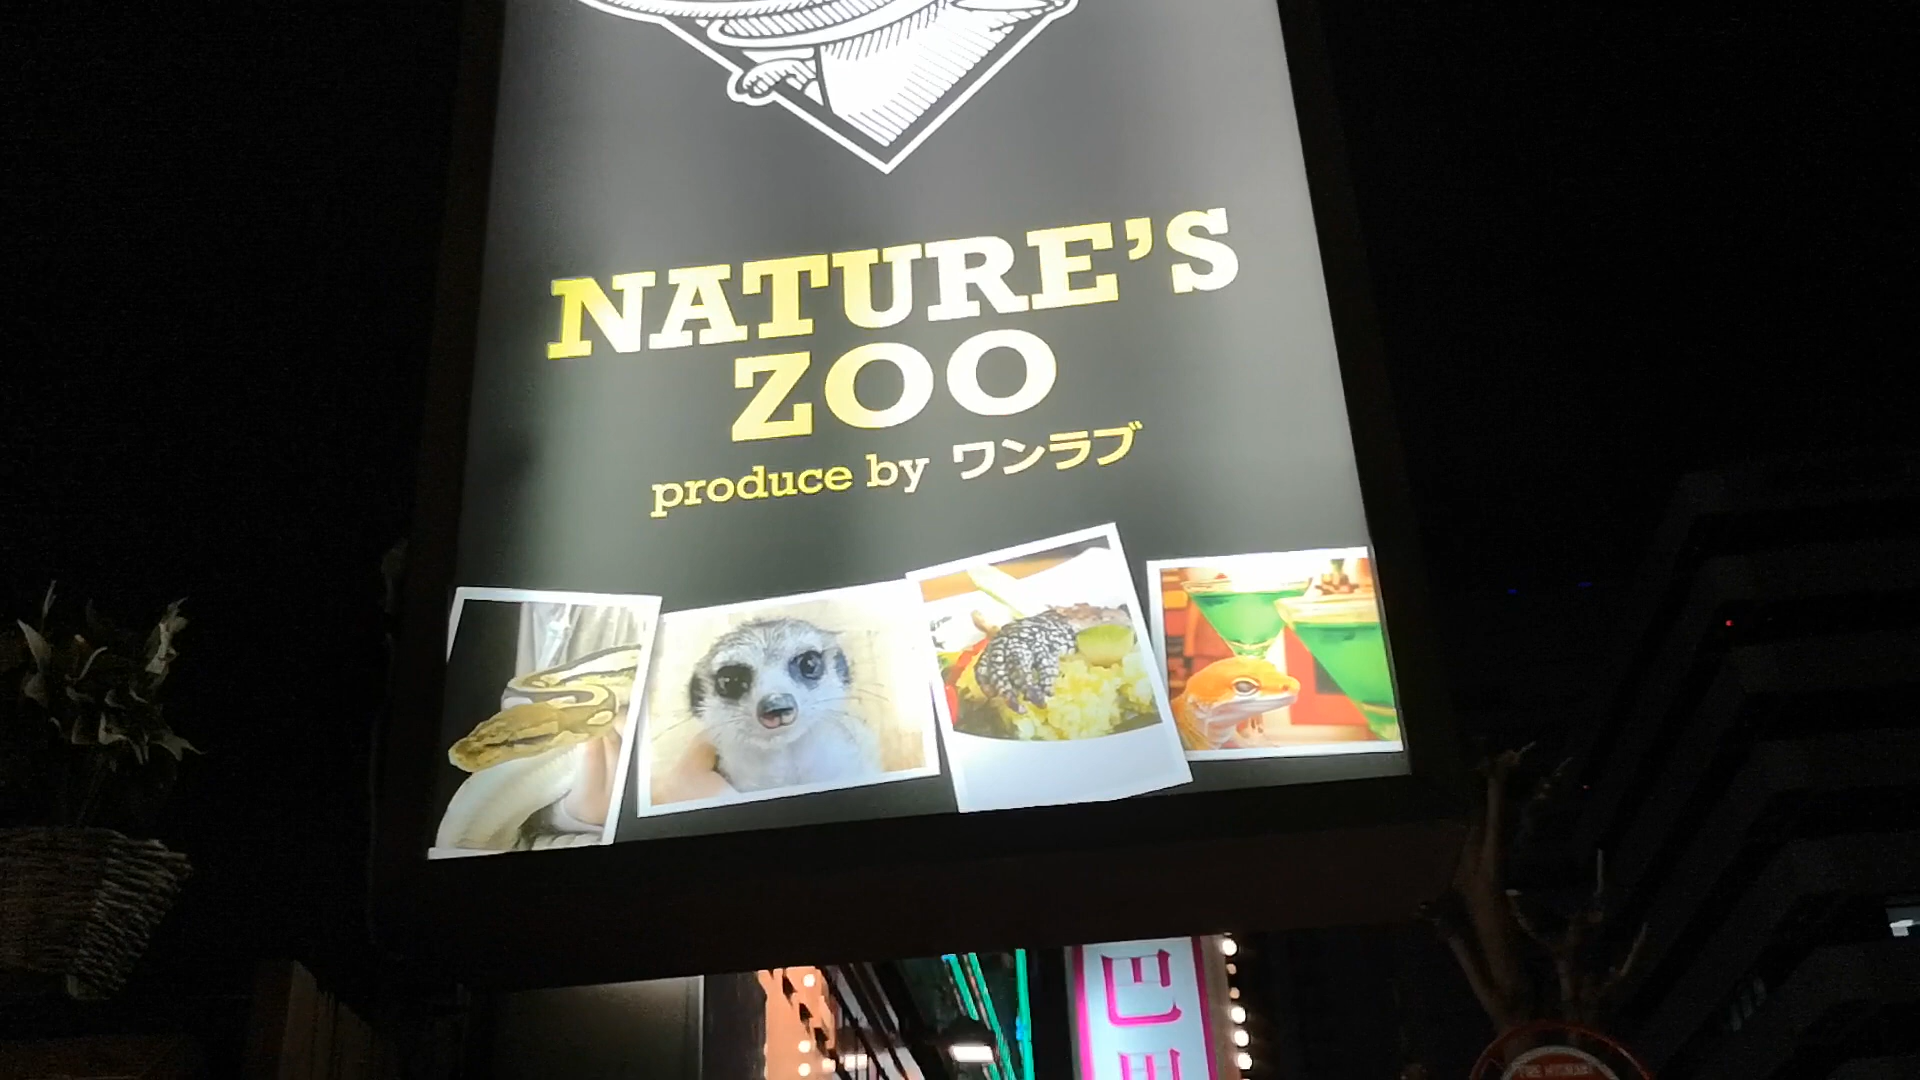 NATURE'S
ZOO
produce by ワンラブ